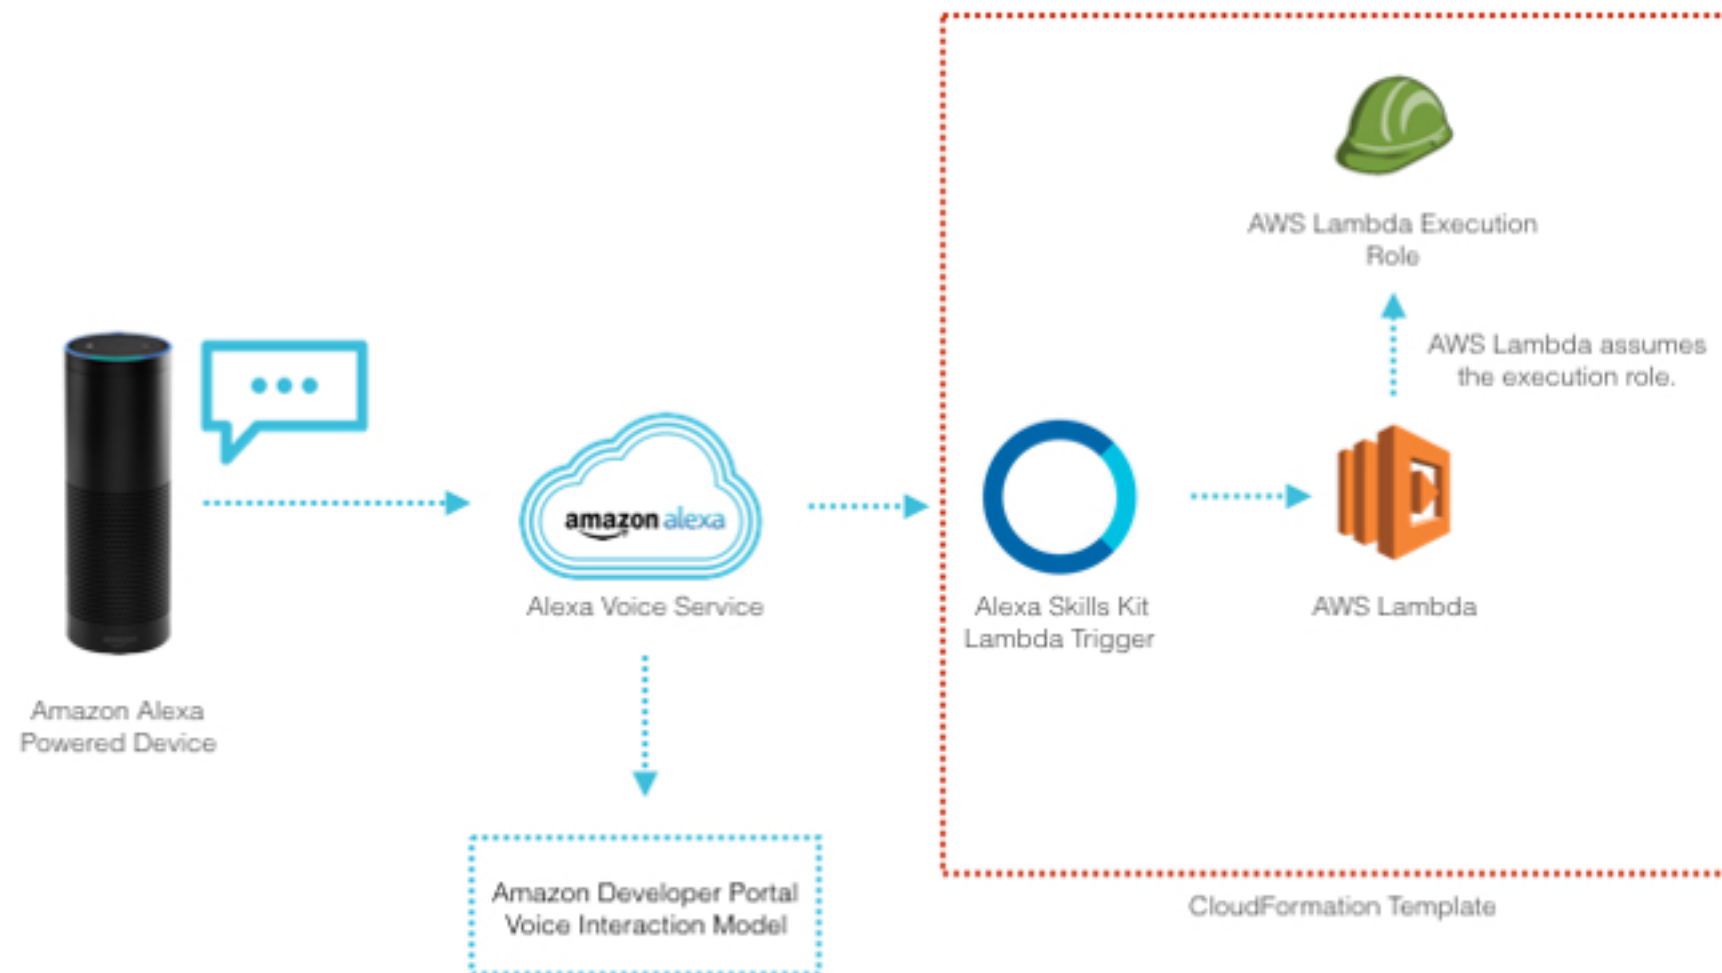 AWS Lambda Execution
Role
AWS Lambda assumes
the execution role.
amazon alexa
Alexa Voice Service
Alexa Skills Kit
Lambda Trigger
AWS Lambda
Amazon Alexa
Powered Device
Amazon Developer Portal
Voice Interaction Model
CloudFormation Template